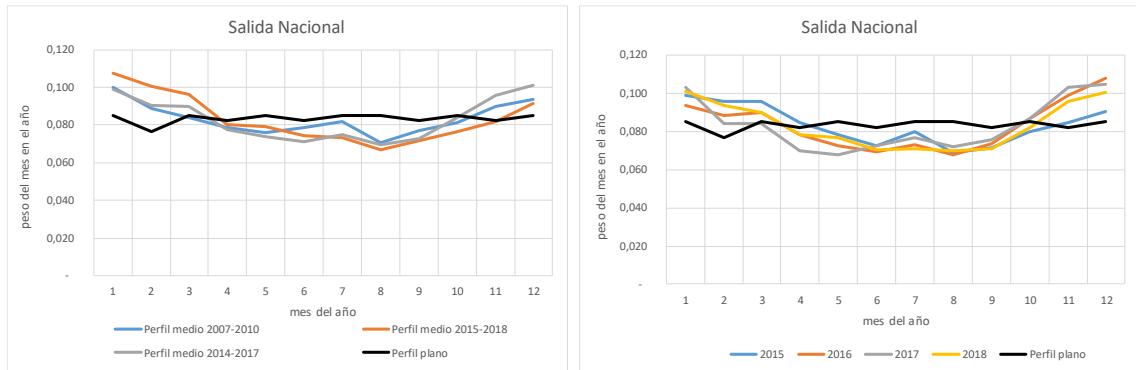 Salida Nacional
peso del mes en el año
0,120
0,100
0,080
0,060
0,040
0,020
-
1 2 3 4 5 6 7 8 9 10 11 12
mes del año
Perfil medio 2007-2010 Perfil medio 2015-2018
Perfil medio 2014-2017 Perfil plano
Salida Nacional
peso del mes en el año
0,120
0,100
0,080
0,060
0,040
0,020
-
1 2 3 4 5 6 7 8 9 10 11 12
mes del año
2015 2016 2017 2018 Perfil plano